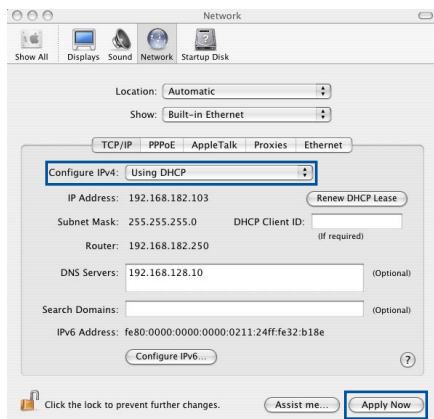 Network
Show All Displays Sound Network Startup Disk
Location: Automatic
Show: Built-in Ethernet
TCP/IP PPPoE AppleTalk Proxies Ethernet
Configure IPv4: Using DHCP
IP Address: 192.168.182.103 Renew DHCP Lease
Subnet Mask: 255.255.255.0 DHCP Client ID:
(If required)
Router: 192.168.182.250
DNS Servers: 192.168.128.10 (Optional)
Search Domains: (Optional)
IPv6 Address: fe80:0000:0000:0000:0211:24ff:fe32:b18e
Configure IPv6... ?
Click the lock to prevent further changes. Assist me... Apply Now